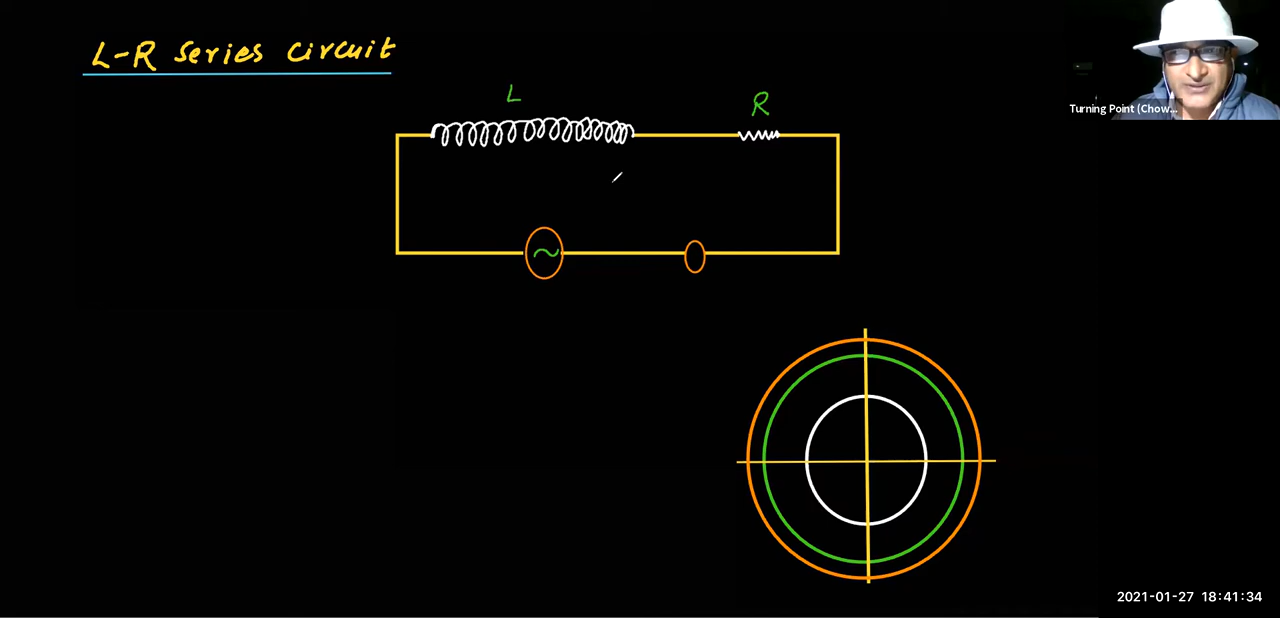 L-R Series Circuit
L
R
Turning Point (Chow...
~
2021-01-27 18:41:34